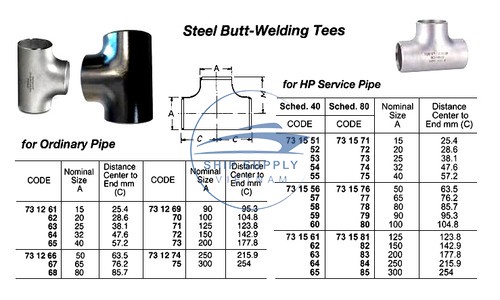 Steel Butt-Welding Tees
A
M
A
C C
for Ordinary Pipe
CODE Nominal Size A Distance Center to End mm (C) CODE Nominal Size A Distance Center to End mm (C)
73 12 61 15 25.4 73 12 69 90 95.3
62 20 28.6 70 100 104.8
63 25 38.1 71 125 123.8
64 32 47.6 72 150 142.9
65 40 57.2 73 200 177.8
73 12 66 50 63.5 73 12 74 250 215.9
67 65 76.2 75 300 254
68 80 85.7
for HP Service Pipe
Sched. 40 Sched. 80 Nominal Size A Distance Center to End mm (C)
CODE CODE
73 15 51 73 15 71 15 25.4
52 72 20 28.6
53 73 25 38.1
54 74 32 47.6
55 75 40 57.2
73 15 56 73 15 76 50 63.5
57 77 65 76.2
58 78 80 85.7
59 79 90 95.3
60 80 100 104.8
73 15 61 73 15 81 125 123.8
62 82 150 142.9
63 83 200 177.8
64 84 250 215.9
65 85 300 254
SHIP SUPPLY
VIETNAM